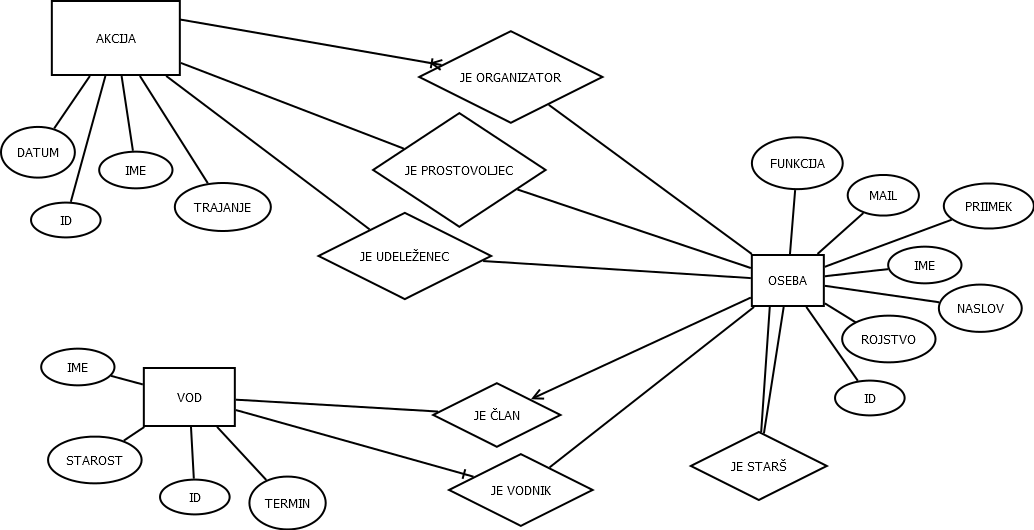 AKCIJA
JE ORGANIZATOR
DATUM
IME
ID
TRAJANJE
JE PROSTOVOLJEC
JE UDELEŽENEC
FUNKCIJA
MAIL
PRIIMEK
IME
OSEBA
NASLOV
ROJSTVO
ID
IME
VOD
STAROST
ID
TERMIN
JE ČLAN
JE VODNIK
JE STARŠ